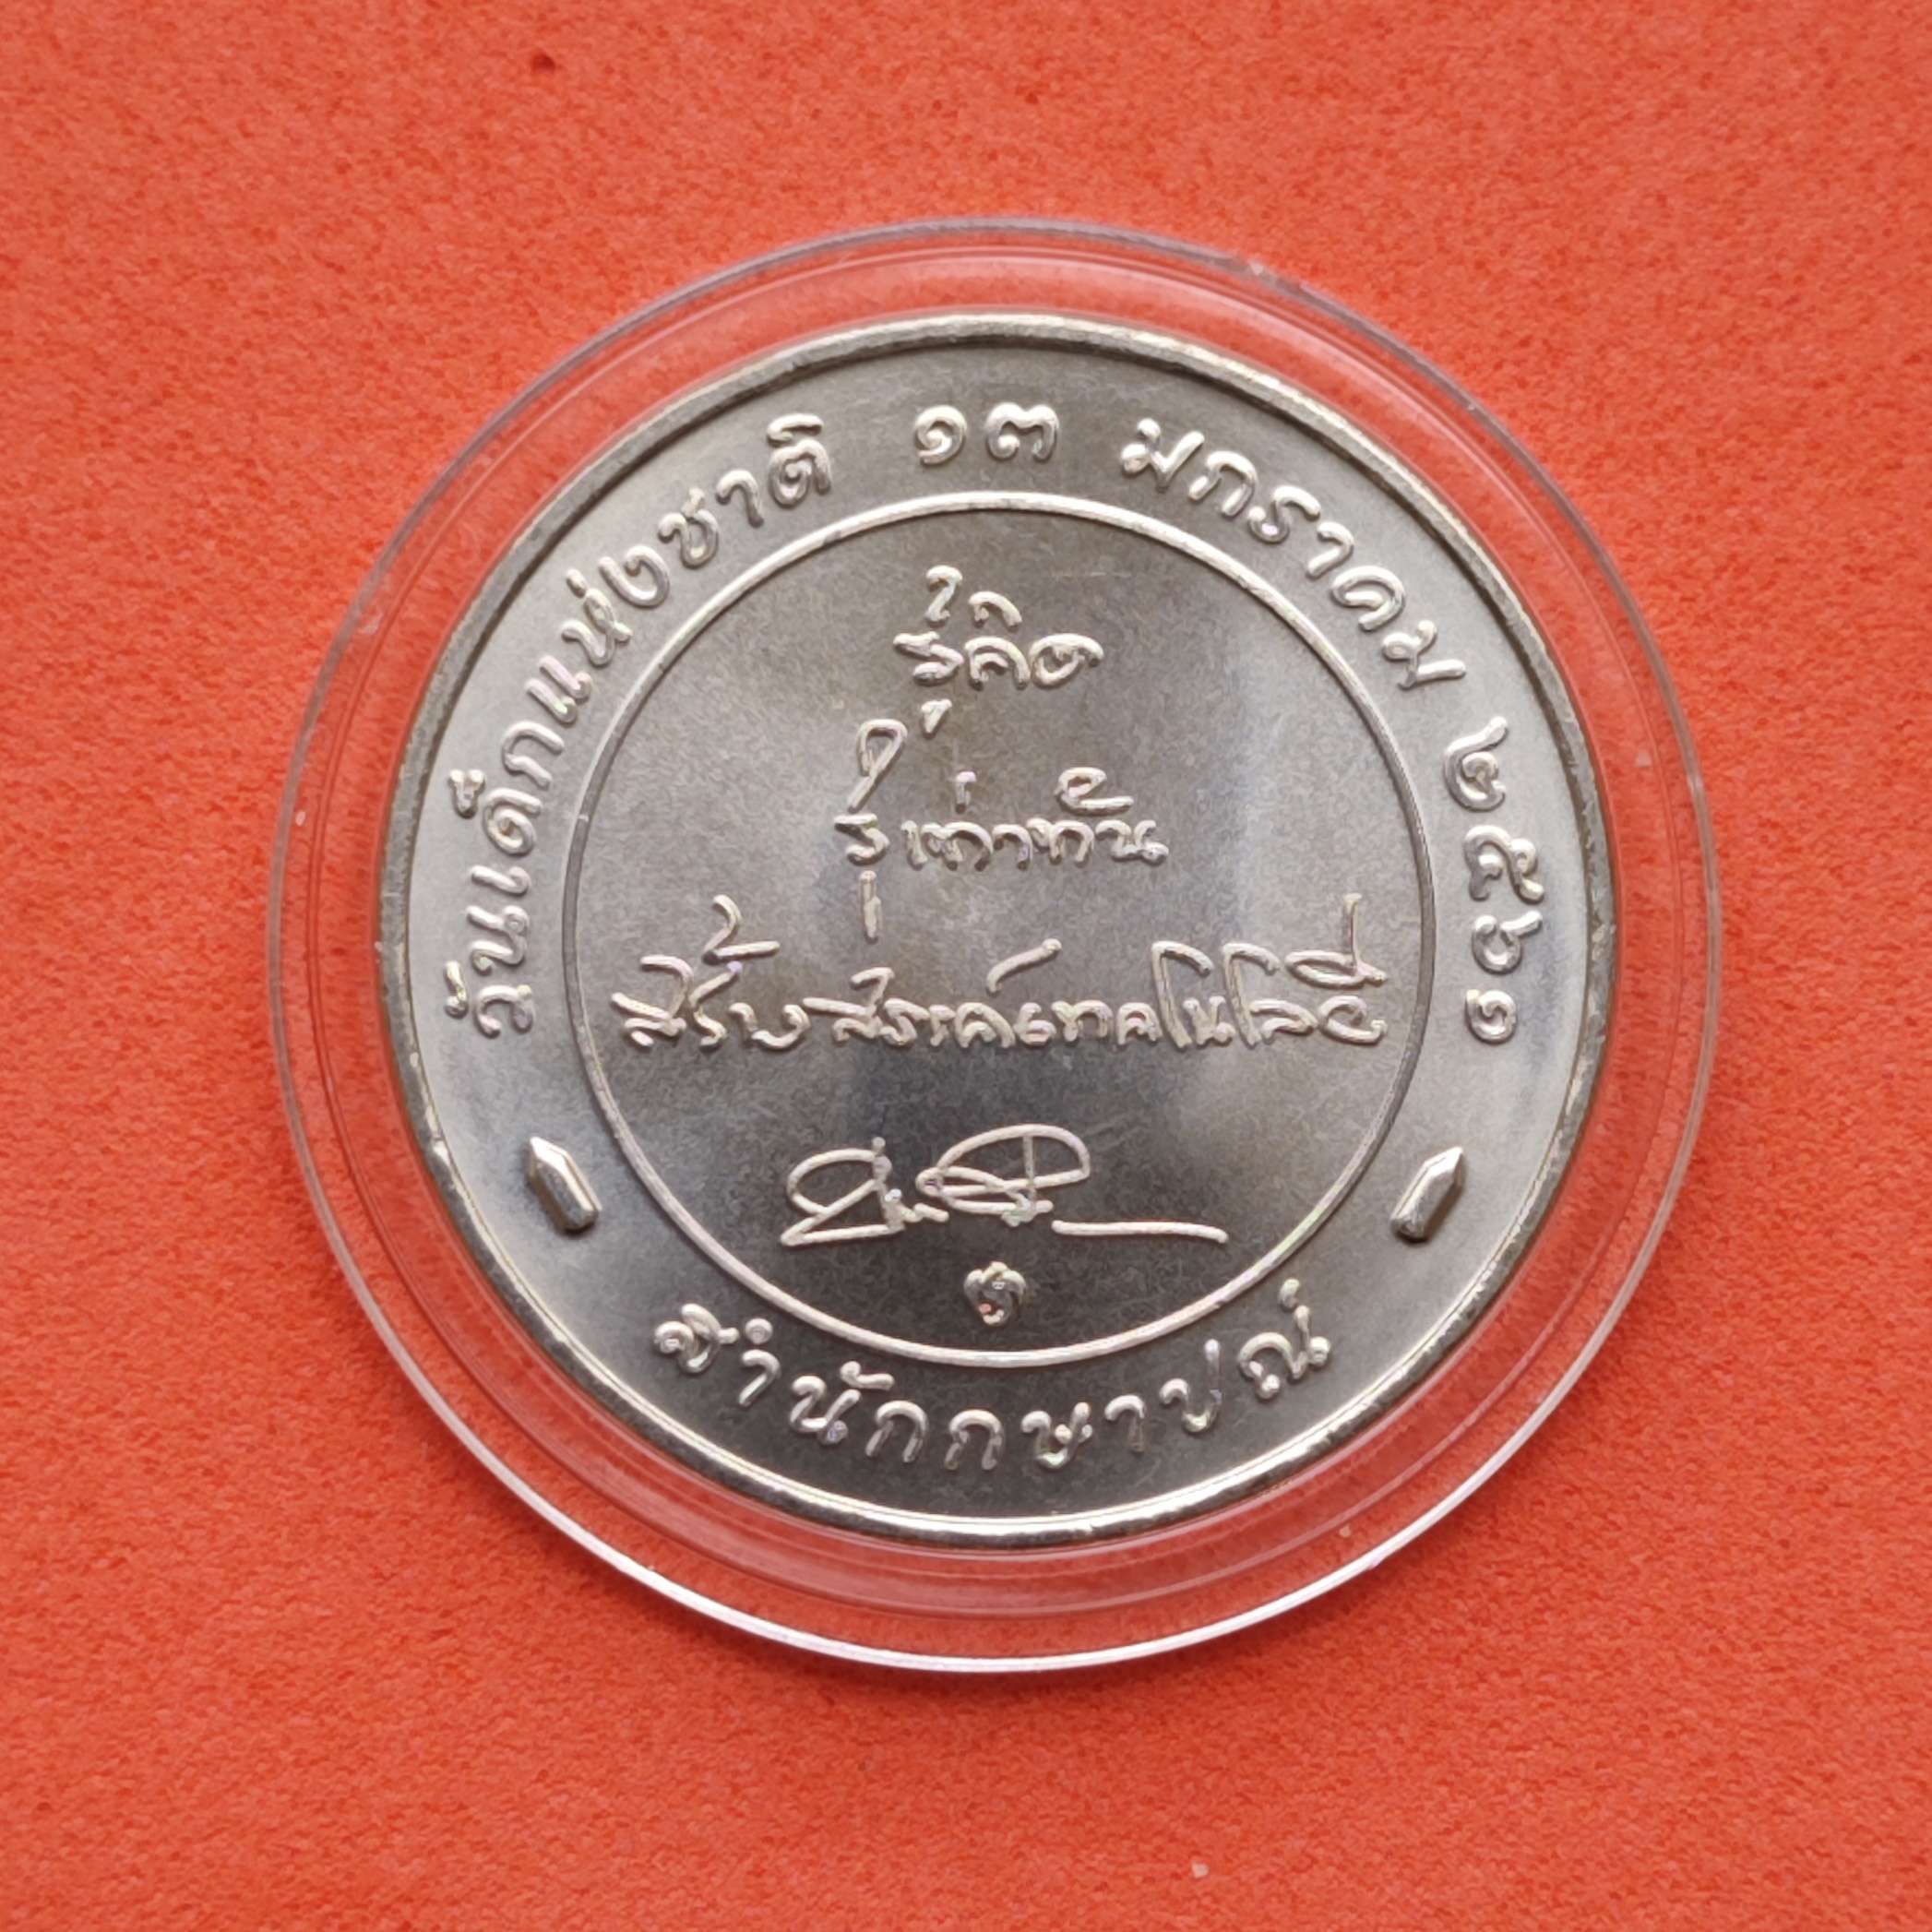 วันเด็กแห่งชาติ ๑๓ มกราคม ๒๕๖๑
รู้คิด
รู้เท่าทัน
สร้างสรรค์เทคโนโลยี
สำนักกษาปณ์